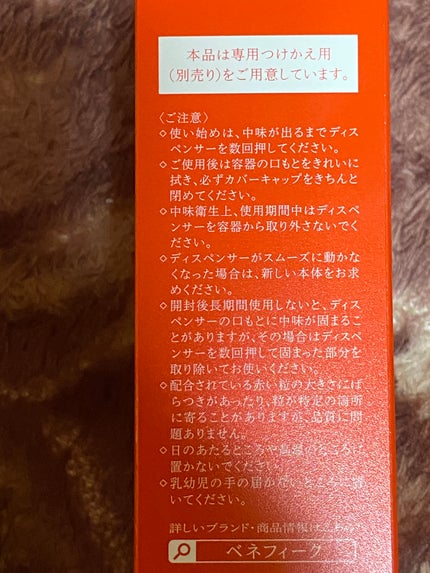 本品は専用つけかえ用
(別売り)をご用意しています。
〈ご注意〉
◇使い始めは、中味が出るまでディス
ペンサーを数回押してください。
◇ご使用後は容器の口もとをきれいに
拭き、必ずカバーキャップをきちんと
閉めてください。
◇中味衛生上、使用期間中はディスペ
ンサーを容器から取り外さないでく
ださい。
◇ディスペンサーがスムーズに動かな
くなった場合は、新しい本体をお求
めください。
◇開封後長期間使用しないと、ディス
ペンサーの口もとに中味が固まるこ
とがありますが、その場合はディスペ
ンサーを数回押して固まった部分を
取り除いてお使いください。
◇配合されている赤い粒の大きさにば
らつきがあったり、粒が特定の箇所
に寄ることがありますが、品質に問
題ありません。
◇日のあたるところや高温のところに
置かないでください。
◇乳幼児の手の届かないところに置
いてください。
詳しいブランド・商品情報はこちら
ベネフィーク